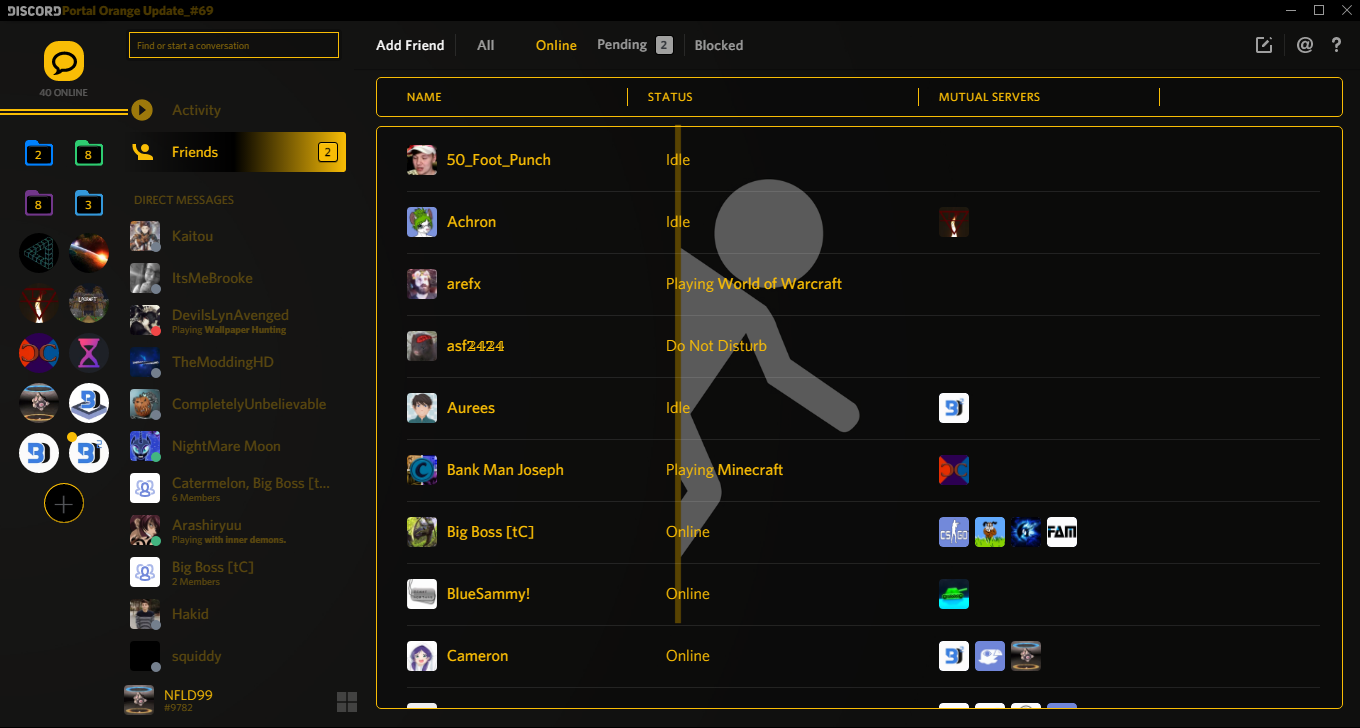 DISCORD Portal Orange Update_#69
40 ONLINE
2
8
8
3
Find or start a conversation
Activity
Friends
2
DIRECT MESSAGES
Kaitou
ItsMeBrooke
DevilsLynAvenged
Playing Wallpaper Hunting
TheModdingHD
CompletelyUnbelievable
NightMare Moon
Catermelon, Big Boss [t...
6 Members
Arashiryuu
Playing with inner demons.
Big Boss [tC]
2 Members
Hakid
squiddy
NFLD99
#9782
Add Friend
All
Online
Pending 2
Blocked
@
?
NAME
STATUS
MUTUAL SERVERS
50_Foot_Punch
Idle
Achron
Idle
arefx
Playing World of Warcraft
asf2424
Do Not Disturb
Aurees
Idle
Bank Man Joseph
Playing Minecraft
Big Boss [tC]
Online
CS GO
FAM
BlueSammy!
Online
Cameron
Online